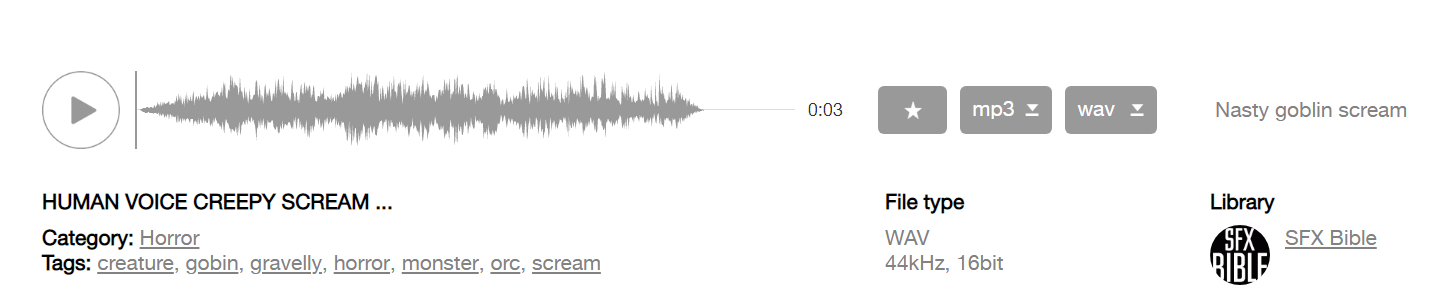 0:03
★
mp3
wav
Nasty goblin scream
HUMAN VOICE CREEPY SCREAM ...
File type
Library
Category: Horror
WAV
SFX BIBLE
SFX Bible
Tags: creature, gobin, gravelly, horror, monster, orc, scream
44kHz, 16bit